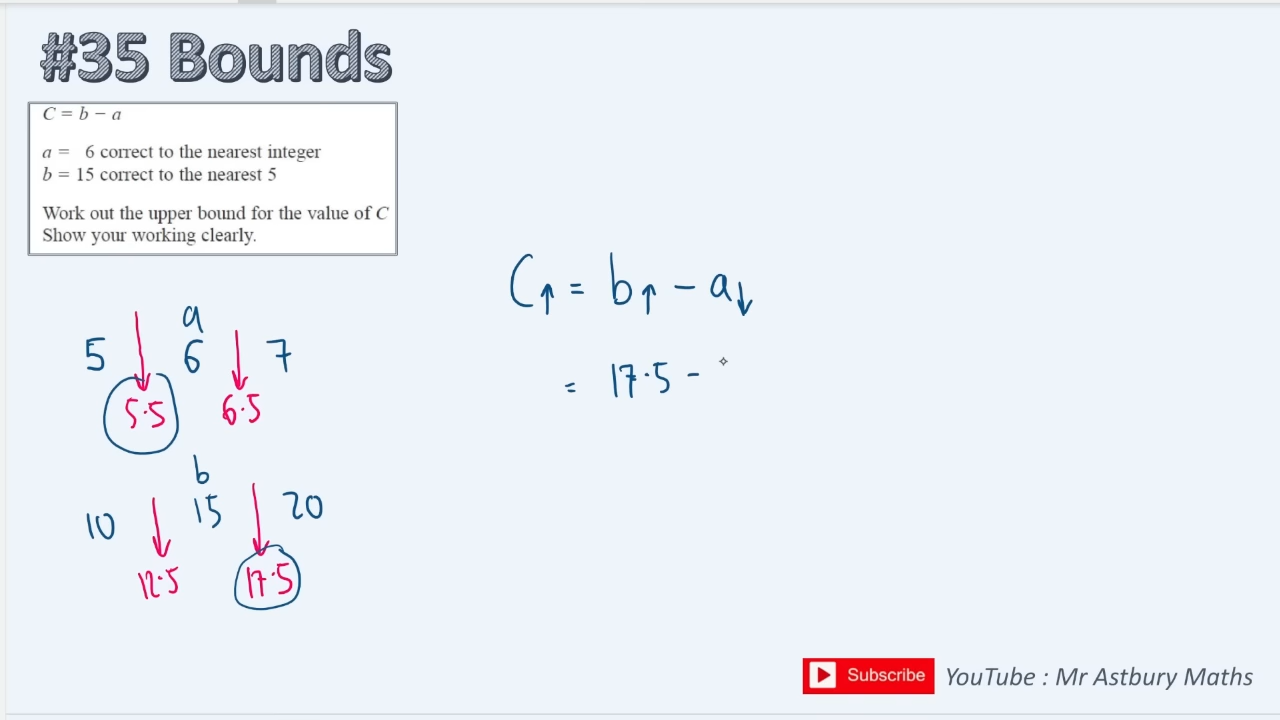 #35 Bounds
C = b − a
a = 6 correct to the nearest integer
b = 15 correct to the nearest 5
Work out the upper bound for the value of C
Show your working clearly.
C↑ = b↑ − a↓
= 17·5 −
a
5 ↓ 6 ↓ 7
5·5 6·5
b
10 ↓ 15 ↓ 20
12·5 17·5
Subscribe YouTube : Mr Astbury Maths